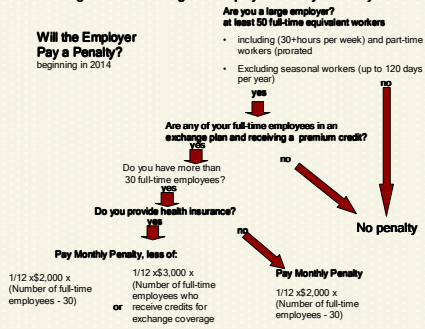 Are you a large employer?
at least 50 full-time equivalent workers
• including (30+hours per week) and part-time
workers (prorated
• Excluding seasonal workers (up to 120 days
per year)
Will the Employer
Pay a Penalty?
beginning in 2014
yes
no
Are any of your full-time employees in an
exchange plan and receiving a premium credit?
yes
no
Do you have more than
30 full-time employees?
yes
Do you provide health insurance?
yes
no
No penalty
Pay Monthly Penalty, less of:
1/12 x$2,000 x
(Number of full-time
employees - 30)
or
1/12 x$3,000 x
(Number of full-time
employees who
receive credits for
exchange coverage
Pay Monthly Penalty
1/12 x$2,000 x
(Number of full-time
employees - 30)